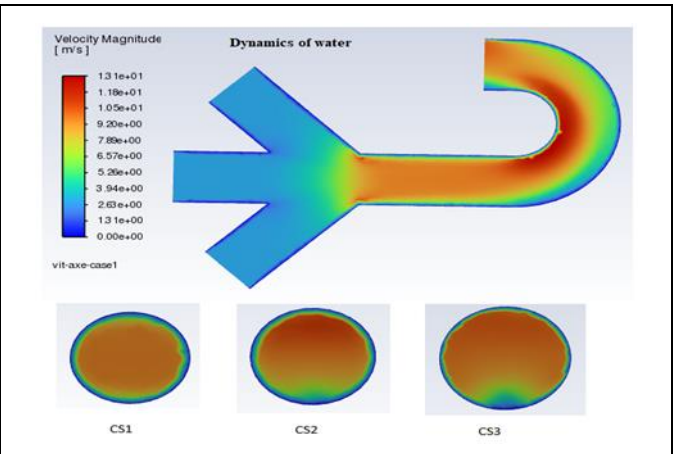 Velocity Magnitude
[ m/s ]
Dynamics of water
1.31e+01
1.18e+01
1.05e+01
9.20e+00
7.89e+00
6.57e+00
5.26e+00
3.94e+00
2.63e+00
1.31e+00
0.00e+00
vit-axe-case1
CS1
CS2
CS3